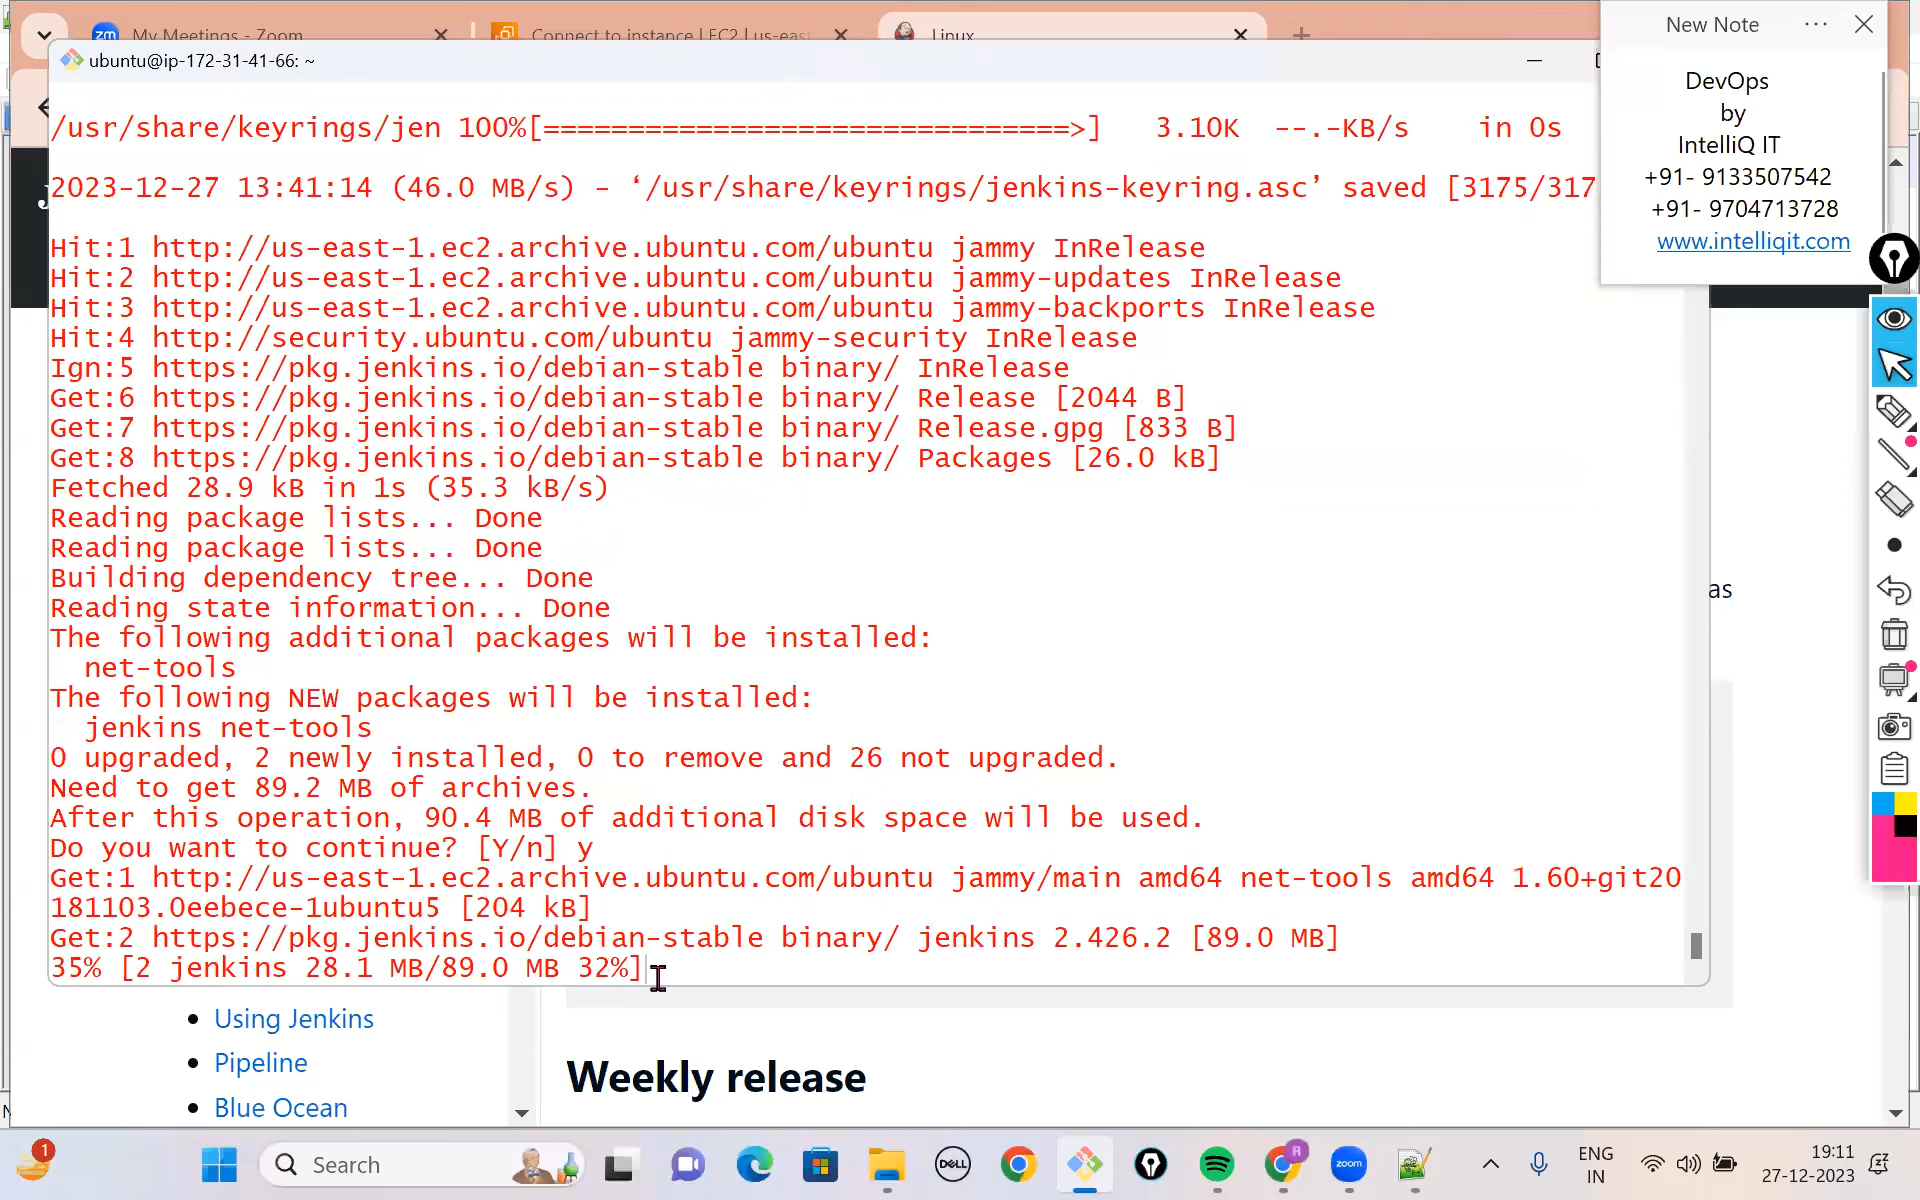 My Meetings - Zoom
Connect to instance | EC2 | us-east
Linux
New Note
ubuntu@ip-172-31-41-66: ~
DevOps
by
IntelliQ IT
+91- 9133507542
+91- 9704713728
www.intelliqit.com
/usr/share/keyrings/jen 100%[===============================>]   3.10K  --.-KB/s    in 0s
2023-12-27 13:41:14 (46.0 MB/s) - ‘/usr/share/keyrings/jenkins-keyring.asc’ saved [3175/317
Hit:1 http://us-east-1.ec2.archive.ubuntu.com/ubuntu jammy InRelease
Hit:2 http://us-east-1.ec2.archive.ubuntu.com/ubuntu jammy-updates InRelease
Hit:3 http://us-east-1.ec2.archive.ubuntu.com/ubuntu jammy-backports InRelease
Hit:4 http://security.ubuntu.com/ubuntu jammy-security InRelease
Ign:5 https://pkg.jenkins.io/debian-stable binary/ InRelease
Get:6 https://pkg.jenkins.io/debian-stable binary/ Release [2044 B]
Get:7 https://pkg.jenkins.io/debian-stable binary/ Release.gpg [833 B]
Get:8 https://pkg.jenkins.io/debian-stable binary/ Packages [26.0 kB]
Fetched 28.9 kB in 1s (35.3 kB/s)
Reading package lists... Done
Reading package lists... Done
Building dependency tree... Done
Reading state information... Done
The following additional packages will be installed:
  net-tools
The following NEW packages will be installed:
  jenkins net-tools
0 upgraded, 2 newly installed, 0 to remove and 26 not upgraded.
Need to get 89.2 MB of archives.
After this operation, 90.4 MB of additional disk space will be used.
Do you want to continue? [Y/n] y
Get:1 http://us-east-1.ec2.archive.ubuntu.com/ubuntu jammy/main amd64 net-tools amd64 1.60+git20
181103.0eebece-1ubuntu5 [204 kB]
Get:2 https://pkg.jenkins.io/debian-stable binary/ jenkins 2.426.2 [89.0 MB]
35% [2 jenkins 28.1 MB/89.0 MB 32%]
as
Using Jenkins
Pipeline
Blue Ocean
Weekly release
1
Search
DELL
zoom
R
ENG
IN
19:11
27-12-2023